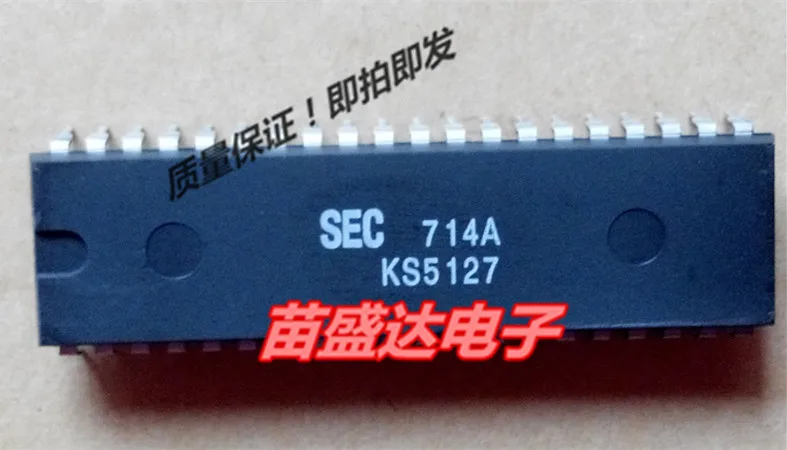 质量保证！即拍即发
SEC 714A
KS5127
苗盛达电子